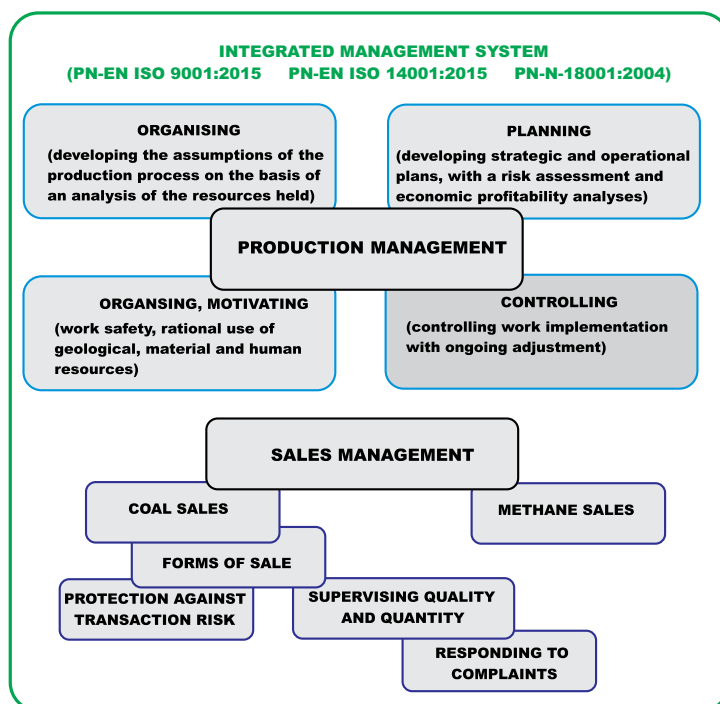 INTEGRATED MANAGEMENT SYSTEM
(PN-EN ISO 9001:2015 PN-EN ISO 14001:2015 PN-N-18001:2004)
ORGANISING
(developing the assumptions of the
production process on the basis of
an analysis of the resources held)
PLANNING
(developing strategic and operational
plans, with a risk assessment and
economic profitability analyses)
PRODUCTION MANAGEMENT
ORGANSING, MOTIVATING
(work safety, rational use of
geological, material and human
resources)
CONTROLLING
(controlling work implementation
with ongoing adjustment)
SALES MANAGEMENT
COAL SALES
METHANE SALES
FORMS OF SALE
PROTECTION AGAINST
TRANSACTION RISK
SUPERVISING QUALITY
AND QUANTITY
RESPONDING TO
COMPLAINTS